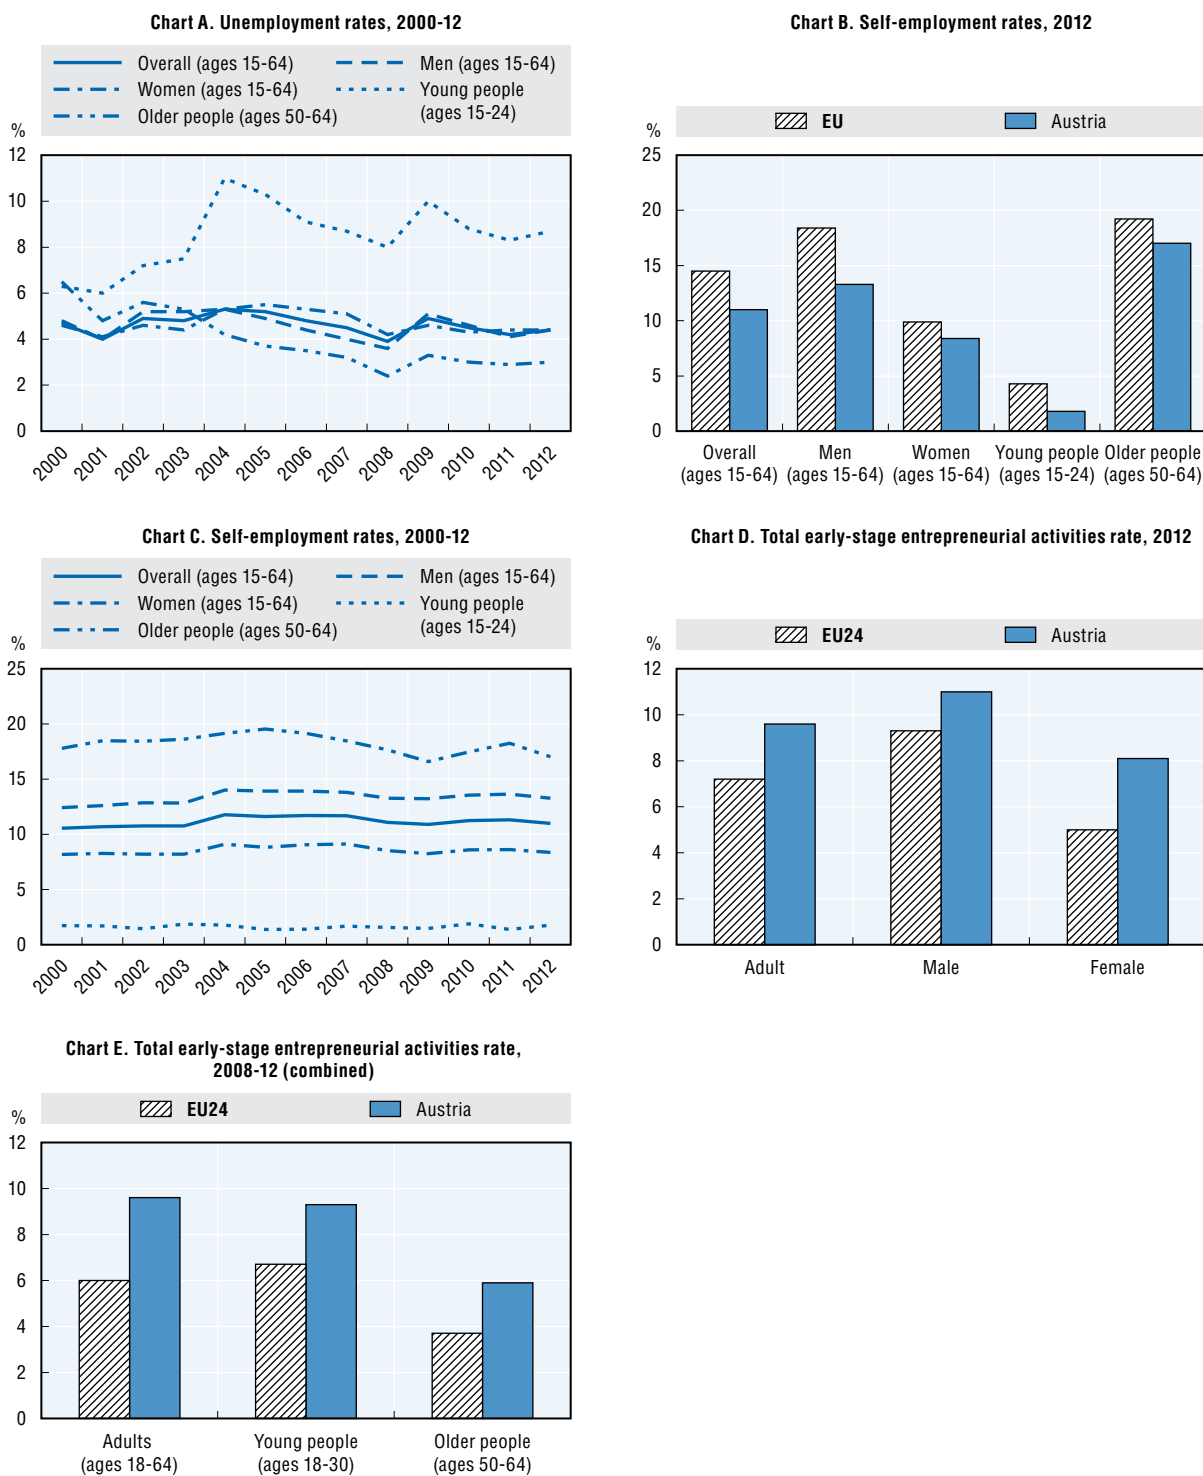 Chart A. Unemployment rates, 2000-12
Overall (ages 15-64)
Men (ages 15-64)
Women (ages 15-64)
Young people
(ages 15-24)
Older people (ages 50-64)
%
12
10
8
6
4
2
0
2000
2001
2002
2003
2004
2005
2006
2007
2008
2009
2010
2011
2012
Chart B. Self-employment rates, 2012
EU
Austria
%
25
20
15
10
5
0
Overall
(ages 15-64)
Men
(ages 15-64)
Women
(ages 15-64)
Young people
(ages 15-24)
Older people
(ages 50-64)
Chart C. Self-employment rates, 2000-12
Overall (ages 15-64)
Men (ages 15-64)
Women (ages 15-64)
Young people
(ages 15-24)
Older people (ages 50-64)
%
25
20
15
10
5
0
2000
2001
2002
2003
2004
2005
2006
2007
2008
2009
2010
2011
2012
Chart D. Total early-stage entrepreneurial activities rate, 2012
EU24
Austria
%
12
10
8
6
4
2
0
Adult
Male
Female
Chart E. Total early-stage entrepreneurial activities rate,
2008-12 (combined)
EU24
Austria
%
12
10
8
6
4
2
0
Adults
(ages 18-64)
Young people
(ages 18-30)
Older people
(ages 50-64)